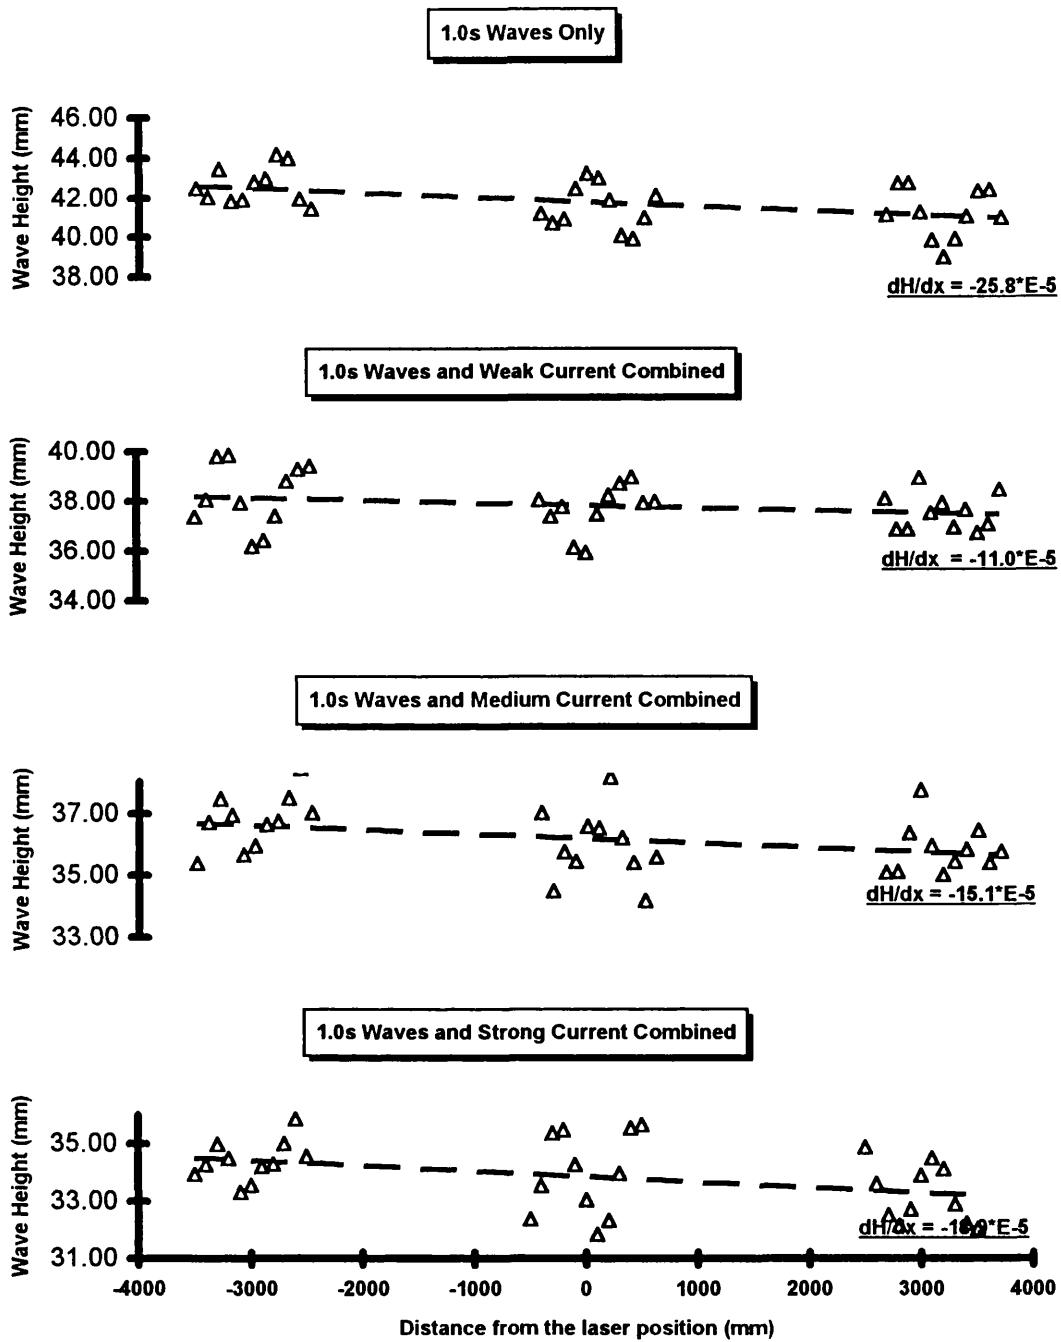 1.0s Waves Only
Wave Height (mm)
46.00
44.00
42.00
40.00
38.00
dH/dx = -25.8*E-5
1.0s Waves and Weak Current Combined
Wave Height (mm)
40.00
38.00
36.00
34.00
dH/dx = -11.0*E-5
1.0s Waves and Medium Current Combined
Wave Height (mm)
37.00
35.00
33.00
dH/dx = -15.1*E-5
1.0s Waves and Strong Current Combined
Wave Height (mm)
35.00
33.00
31.00
dH/dx =
-4000 -3000 -2000 -1000 0 1000 2000 3000 4000
Distance from the laser position (mm)